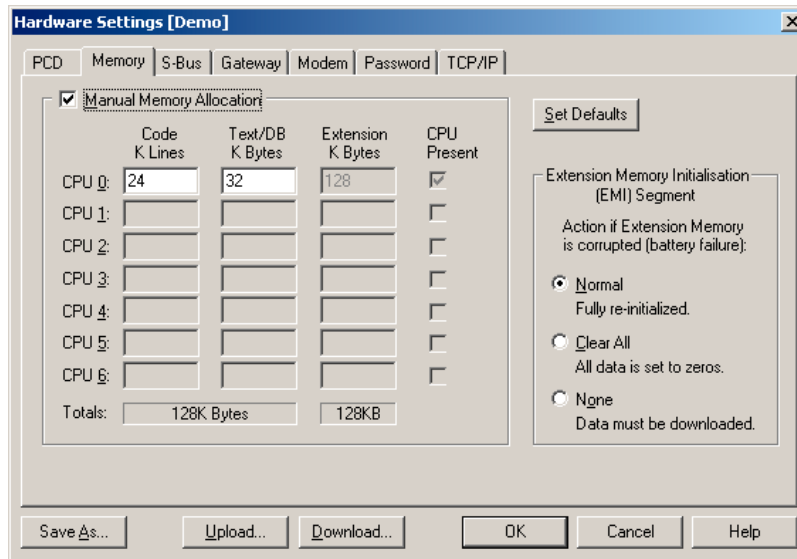 Hardware Settings [Demo]
PCD Memory S-Bus Gateway Modem Password TCP/IP
Manual Memory Allocation
Set Defaults
Code Text/DB Extension CPU
K Lines K Bytes K Bytes Present
CPU 0: 24 32 128
CPU 1:
CPU 2:
CPU 3:
CPU 4:
CPU 5:
CPU 6:
Totals: 128K Bytes 128KB
Extension Memory Initialisation
(EMI) Segment
Action if Extension Memory
is corrupted (battery failure):
Normal
Fully re-initialized.
Clear All
All data is set to zeros.
None
Data must be downloaded.
Save As... Upload... Download... OK Cancel Help